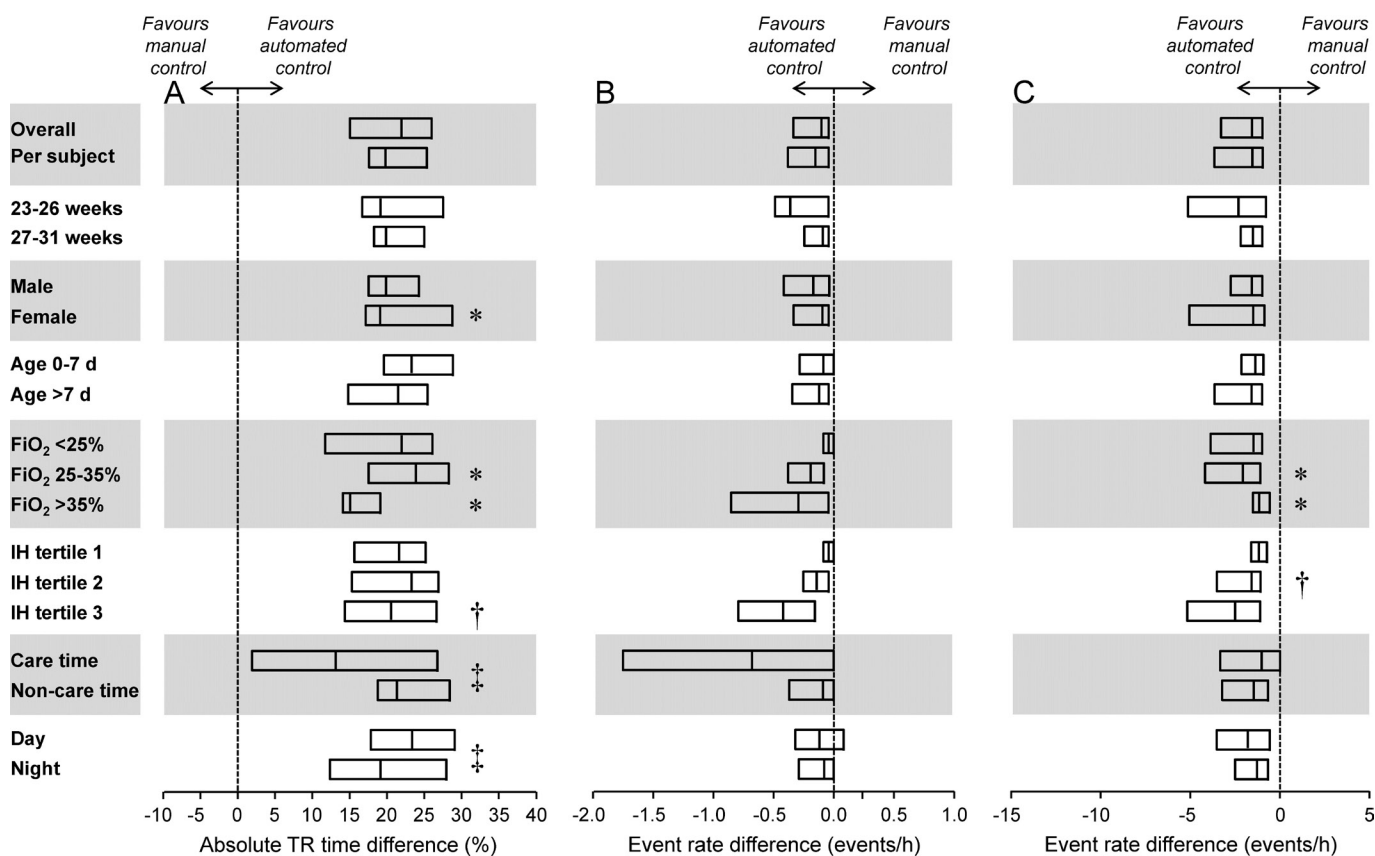 Favours
manual
control
Favours
automated
control
Favours
automated
control
Favours
manual
control
Favours
automated
control
Favours
manual
control
A
B
C
Overall
Per subject
23-26 weeks
27-31 weeks
Male
Female *
Age 0-7 d
Age >7 d
FiO₂ <25%
FiO₂ 25-35% * *
FiO₂ >35% * *
IH tertile 1
IH tertile 2 †
IH tertile 3 †
Care time
‡
Non-care time
Day
‡
Night
-10 -5 0 5 10 15 20 25 30 35 40
-2.0 -1.5 -1.0 -0.5 0.0 0.5 1.0
-15 -10 -5 0 5
Absolute TR time difference (%)
Event rate difference (events/h)
Event rate difference (events/h)